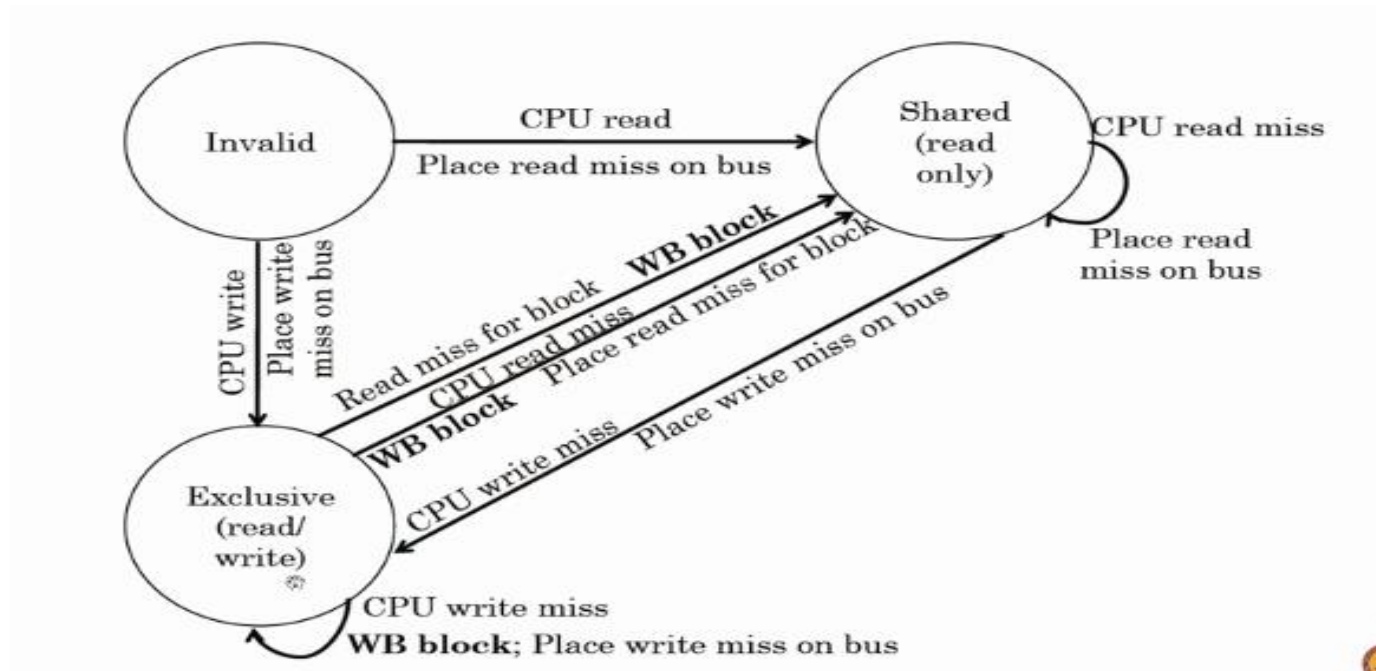 Invalid
CPU read
Place read miss on bus
Shared
(read
only)
CPU read miss
Place read
miss on bus
CPU write
Place write
miss on bus
Read miss for block
WB block
CPU read miss
WB block
Place read miss for block
CPU write miss
Place write miss on bus
Exclusive
(read/
write)
CPU write miss
WB block; Place write miss on bus